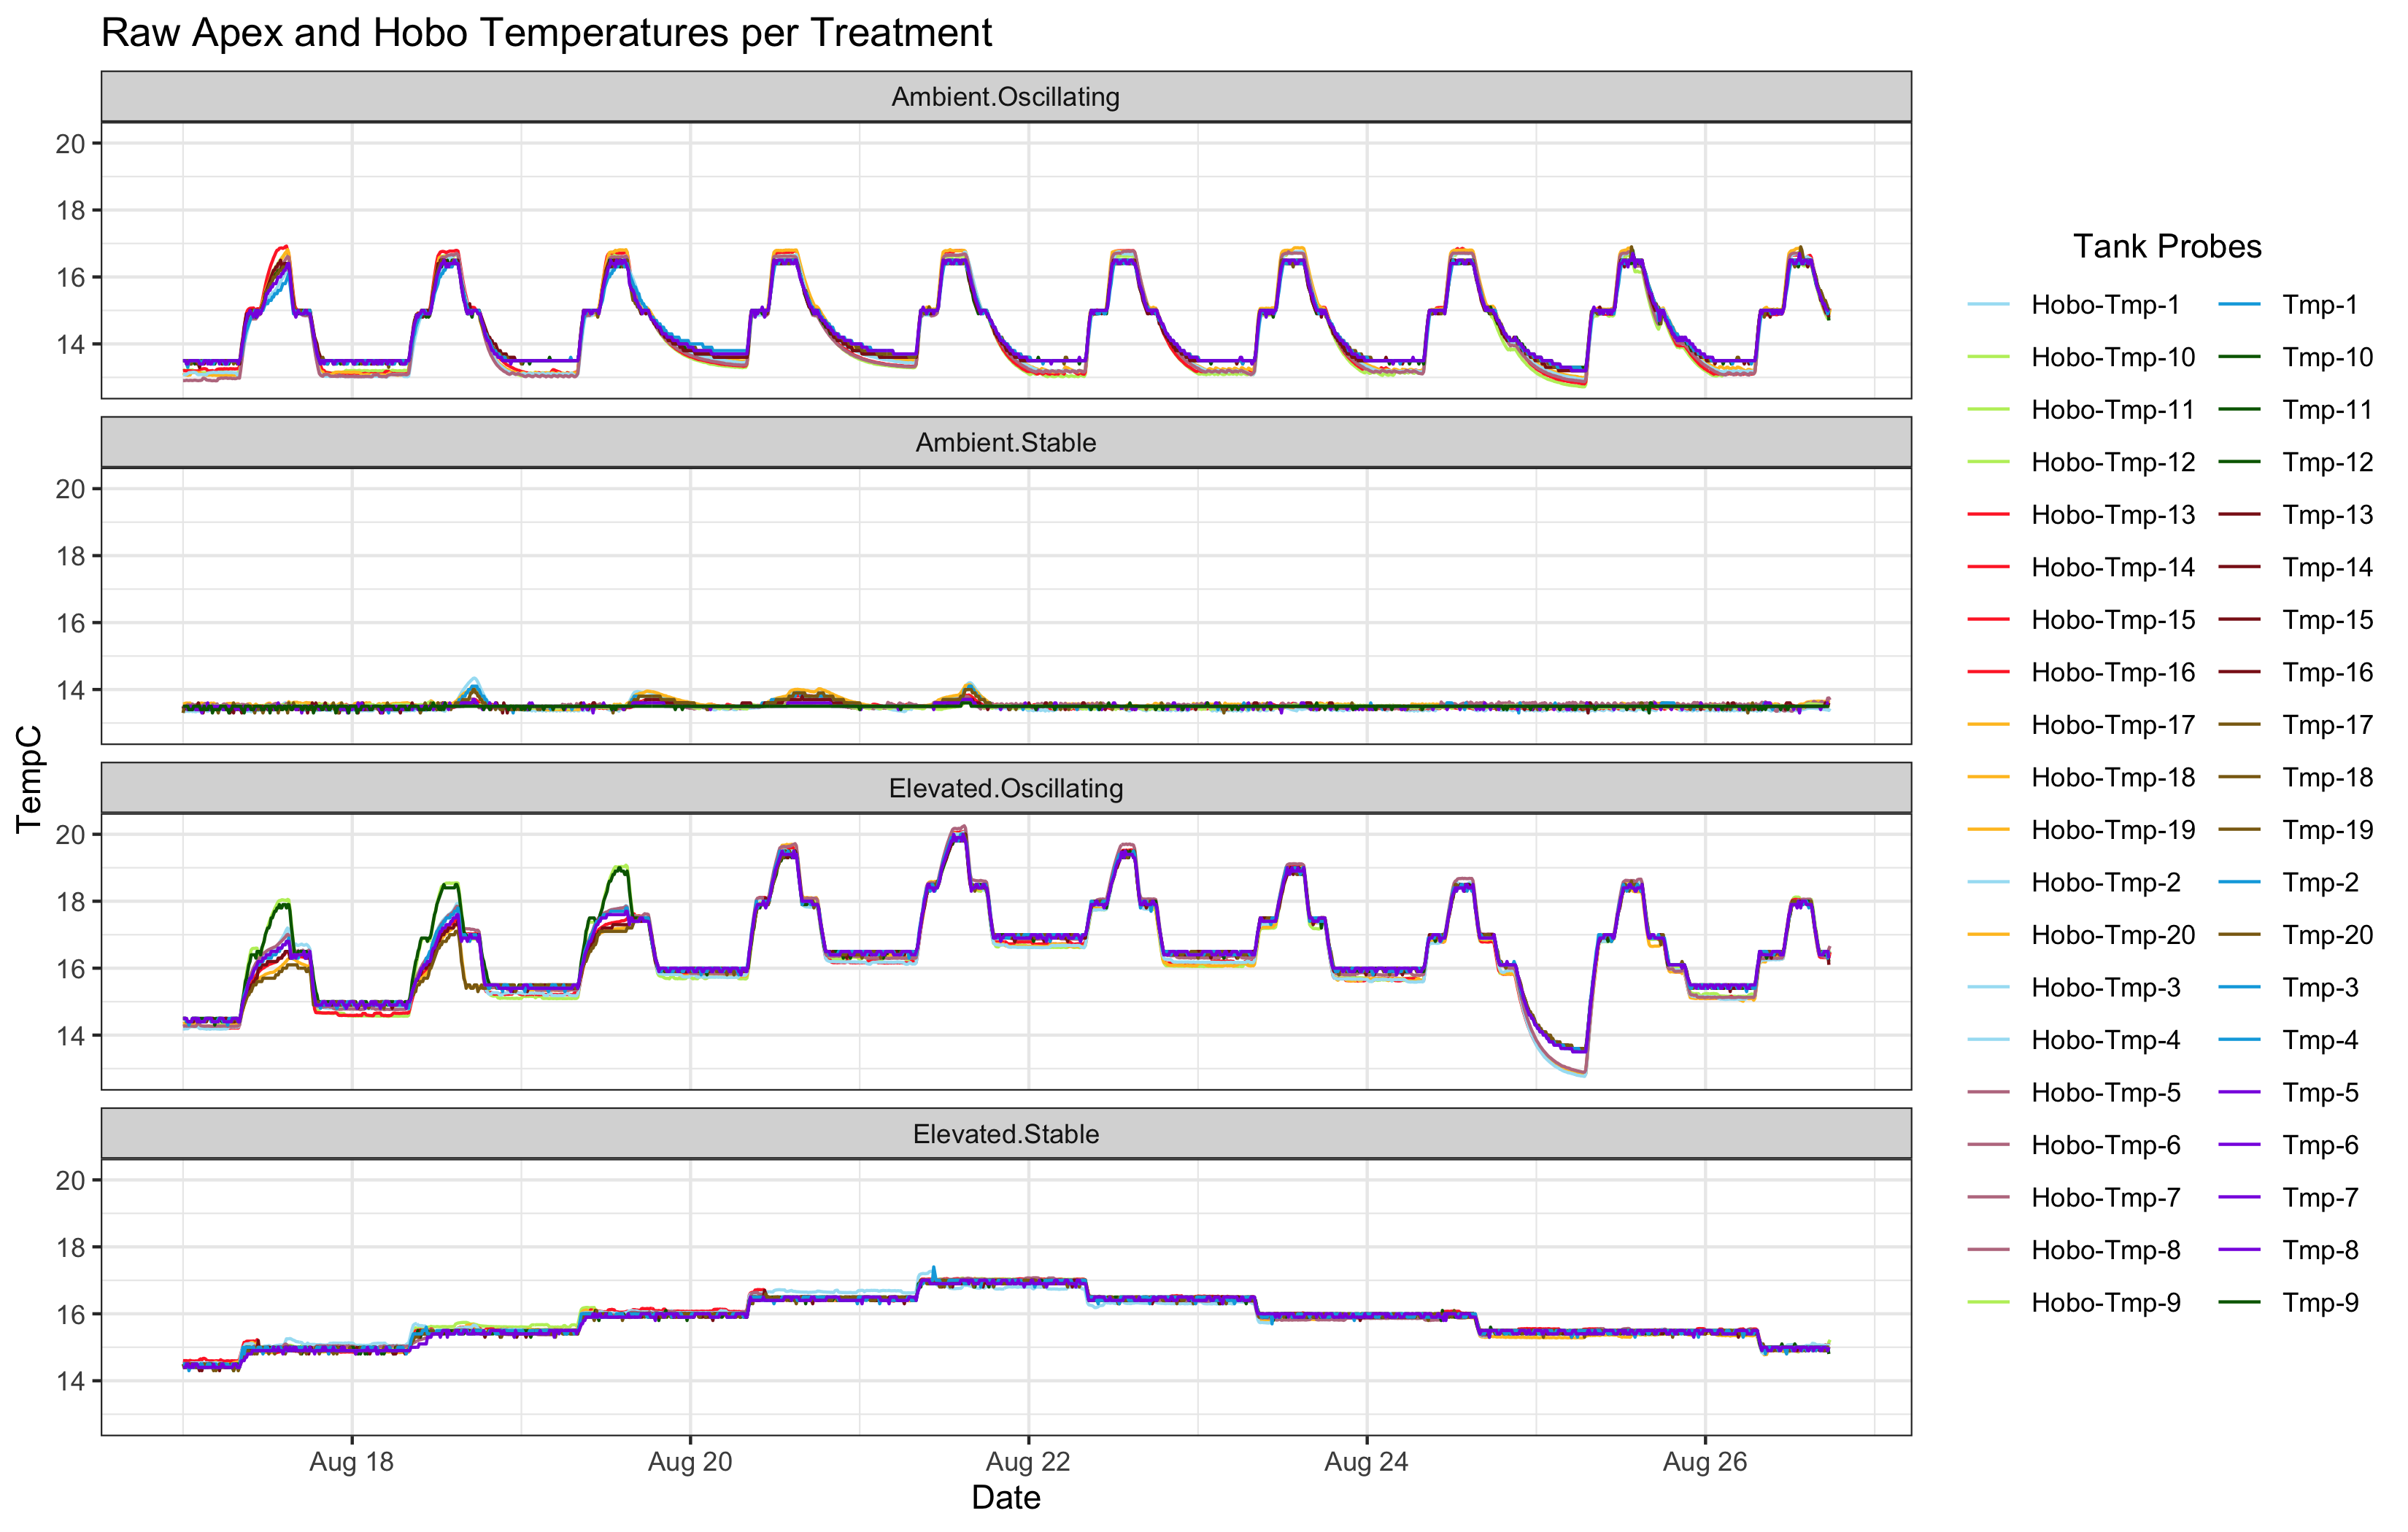 Raw Apex and Hobo Temperatures per Treatment
Ambient.Oscillating
20
18
16
14
Ambient.Stable
20
18
16
14
Elevated.Oscillating
20
18
16
14
Elevated.Stable
20
18
16
14
TempC
Aug 18 Aug 20 Aug 22 Aug 24 Aug 26
Date
Tank Probes
Hobo-Tmp-1 Tmp-1
Hobo-Tmp-10 Tmp-10
Hobo-Tmp-11 Tmp-11
Hobo-Tmp-12 Tmp-12
Hobo-Tmp-13 Tmp-13
Hobo-Tmp-14 Tmp-14
Hobo-Tmp-15 Tmp-15
Hobo-Tmp-16 Tmp-16
Hobo-Tmp-17 Tmp-17
Hobo-Tmp-18 Tmp-18
Hobo-Tmp-19 Tmp-19
Hobo-Tmp-2 Tmp-2
Hobo-Tmp-20 Tmp-20
Hobo-Tmp-3 Tmp-3
Hobo-Tmp-4 Tmp-4
Hobo-Tmp-5 Tmp-5
Hobo-Tmp-6 Tmp-6
Hobo-Tmp-7 Tmp-7
Hobo-Tmp-8 Tmp-8
Hobo-Tmp-9 Tmp-9